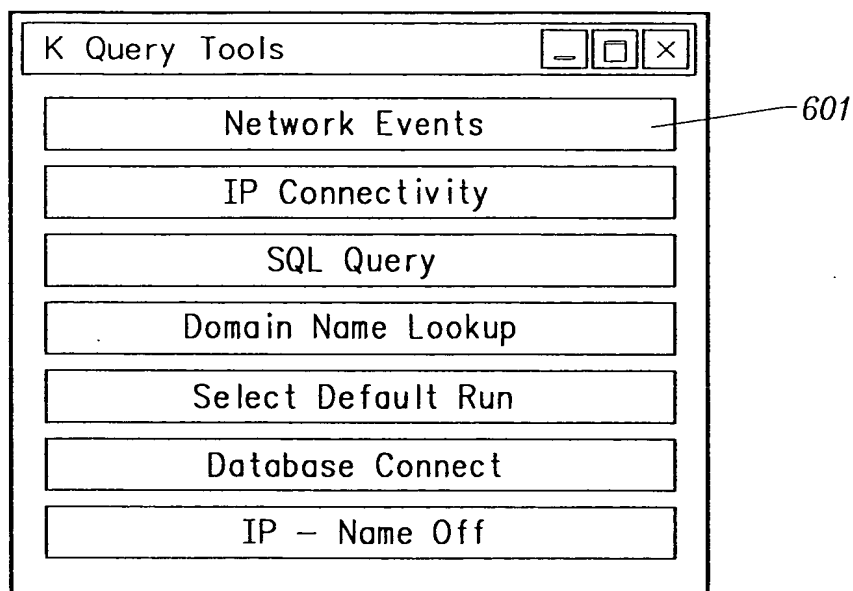 K Query Tools
Network Events
601
IP Connectivity
SQL Query
Domain Name Lookup
Select Default Run
Database Connect
IP – Name Off